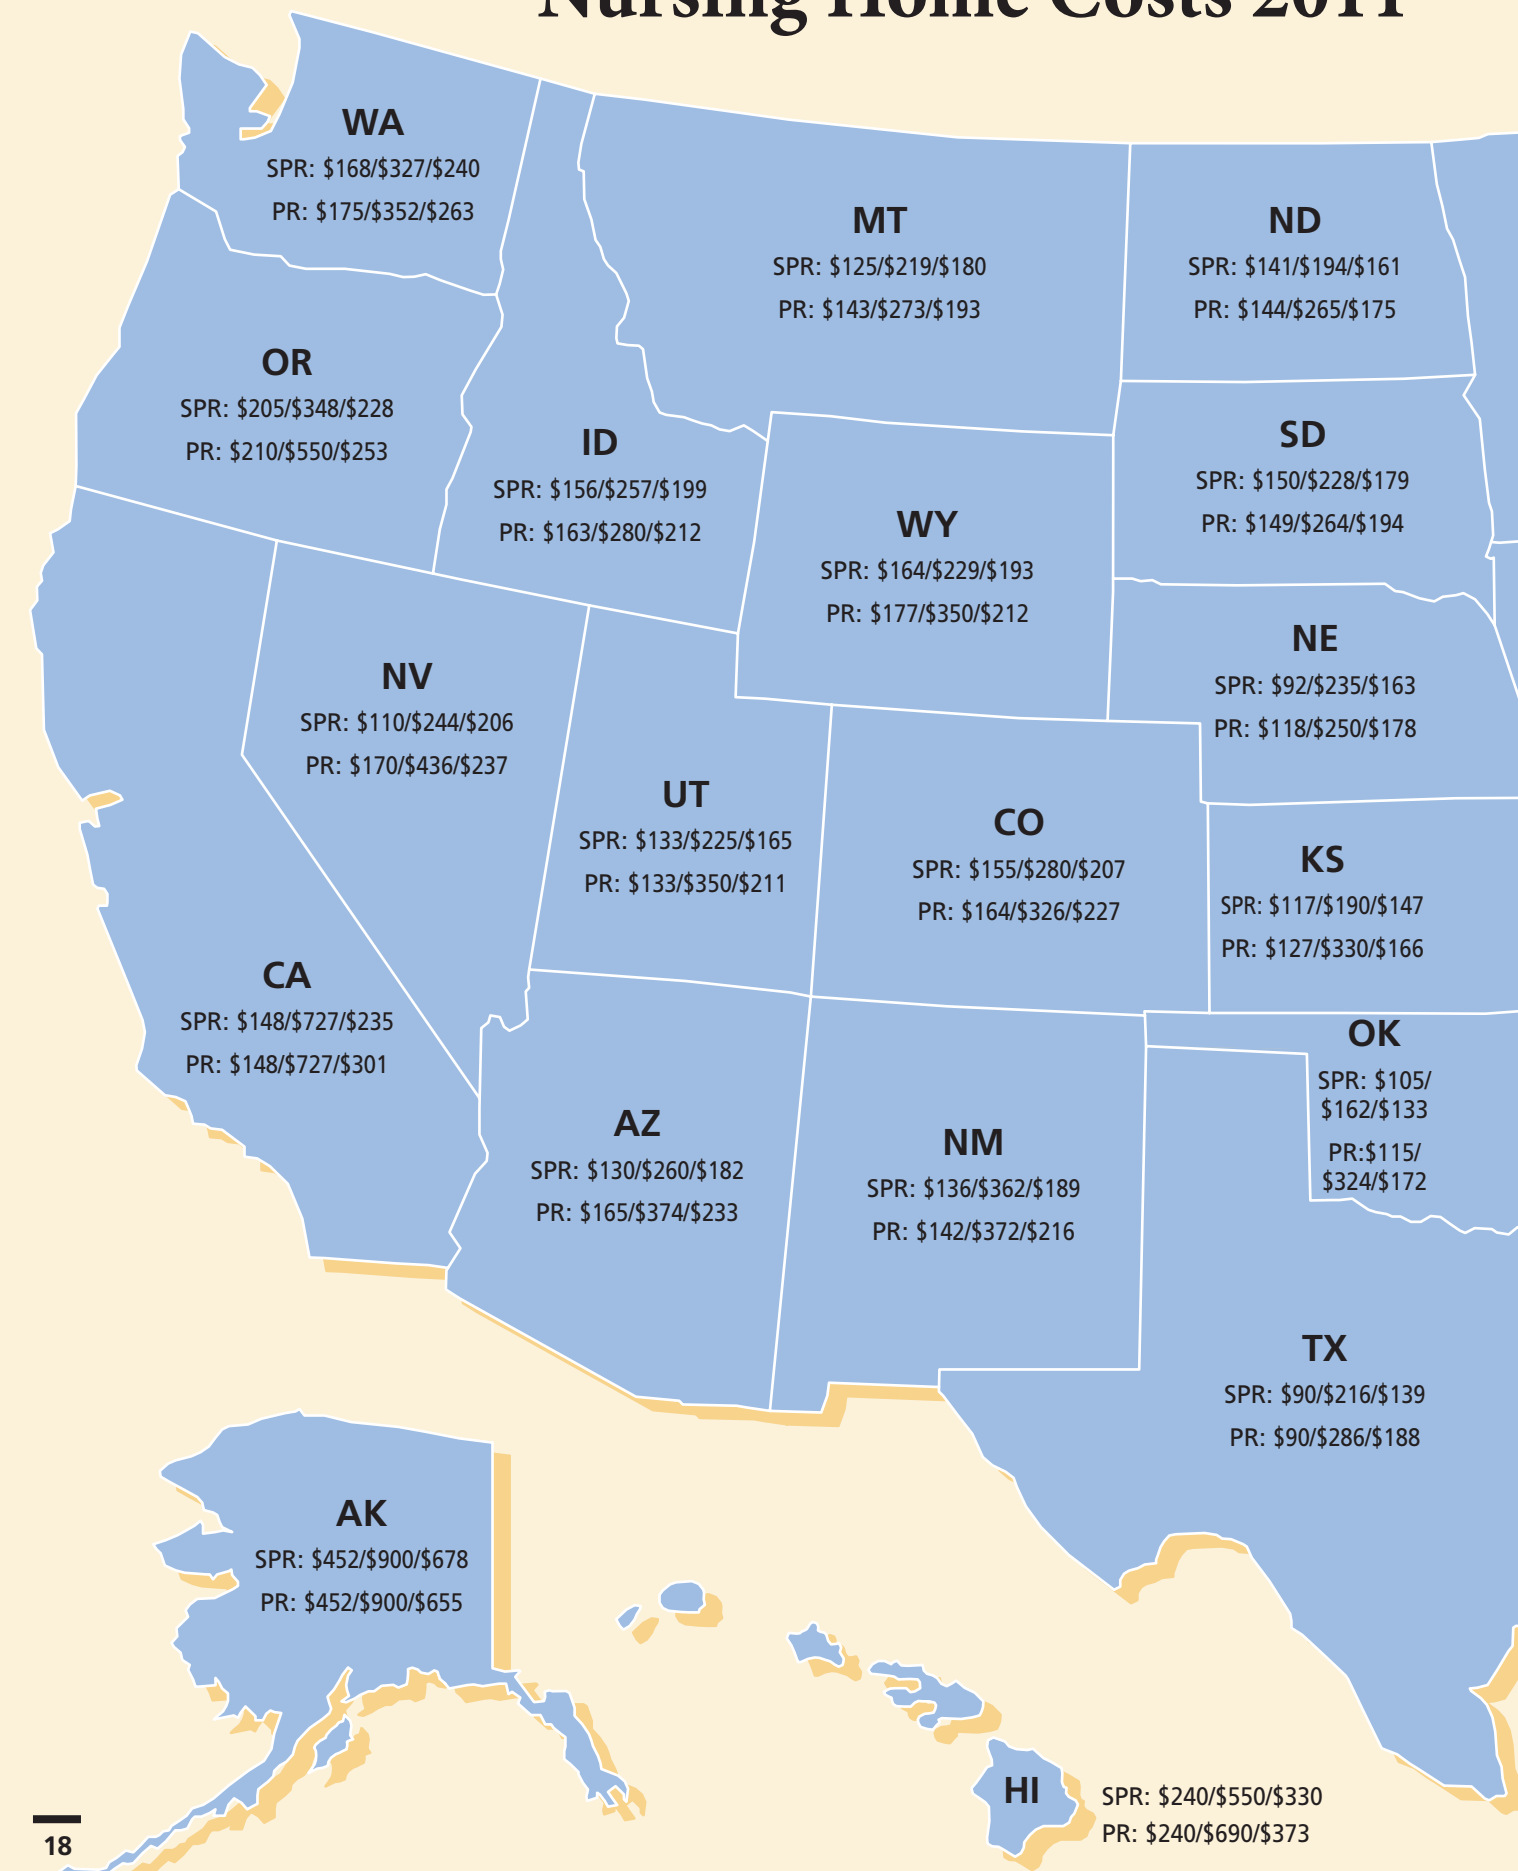 Nursing Home Costs 2011
WA
SPR: $168/$327/$240
PR: $175/$352/$263
MT
SPR: $125/$219/$180
PR: $143/$273/$193
ND
SPR: $141/$194/$161
PR: $144/$265/$175
OR
SPR: $205/$348/$228
PR: $210/$550/$253
ID
SPR: $156/$257/$199
PR: $163/$280/$212
SD
SPR: $150/$228/$179
PR: $149/$264/$194
WY
SPR: $164/$229/$193
PR: $177/$350/$212
NE
SPR: $92/$235/$163
PR: $118/$250/$178
NV
SPR: $110/$244/$206
PR: $170/$436/$237
UT
SPR: $133/$225/$165
PR: $133/$350/$211
CO
SPR: $155/$280/$207
PR: $164/$326/$227
KS
SPR: $117/$190/$147
PR: $127/$330/$166
CA
SPR: $148/$727/$235
PR: $148/$727/$301
OK
SPR: $105/
$162/$133
PR:$115/
$324/$172
AZ
SPR: $130/$260/$182
PR: $165/$374/$233
NM
SPR: $136/$362/$189
PR: $142/$372/$216
TX
SPR: $90/$216/$139
PR: $90/$286/$188
AK
SPR: $452/$900/$678
PR: $452/$900/$655
HI
SPR: $240/$550/$330
PR: $240/$690/$373
18